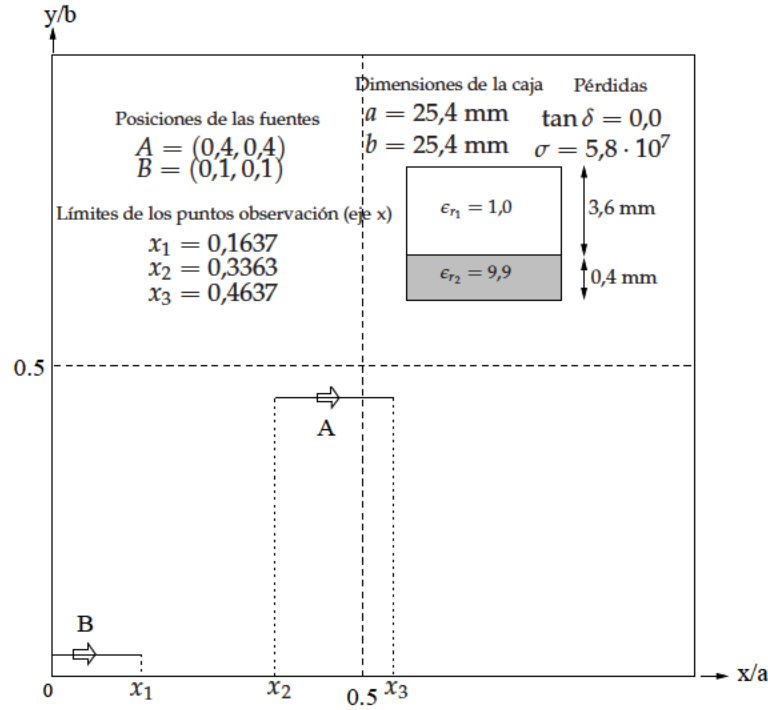 y/b
Dimensiones de la caja
a = 25,4 mm
b = 25,4 mm
Pérdidas
tan δ = 0,0
σ = 5,8 · 10⁷
Posiciones de las fuentes
A = (0,4, 0,4)
B = (0,1, 0,1)
Límites de los puntos observación (eje x)
x₁ = 0,1637
x₂ = 0,3363
x₃ = 0,4637
ϵᵣ₁ = 1,0
3,6 mm
ϵᵣ₂ = 9,9
0,4 mm
0.5
A
B
0
x₁
x₂
0.5
x₃
x/a